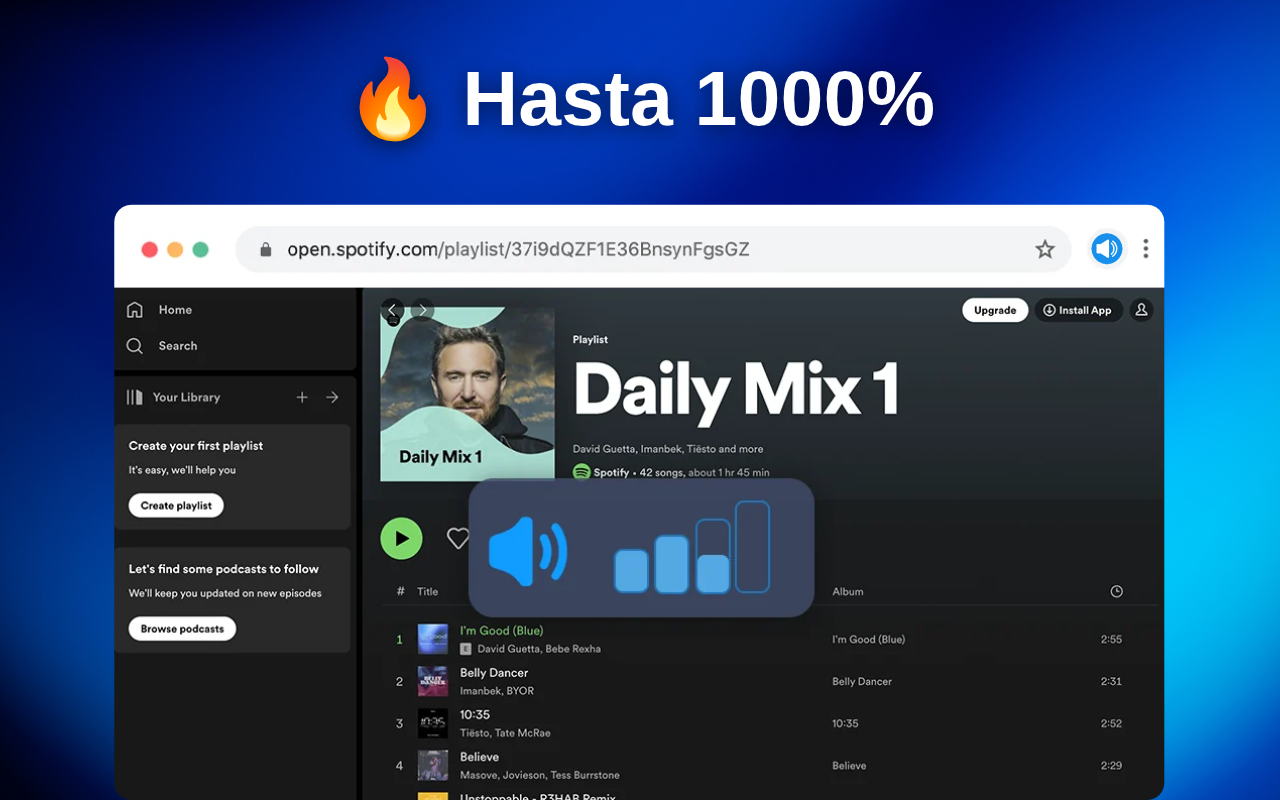 Hasta 1000%
open.spotify.com/playlist/37i9dQZF1E36BnsynFgsGZ
Home
Search
Your Library
Create your first playlist
It's easy, we'll help you
Create playlist
Let's find some podcasts to follow
We'll keep you updated on new episodes
Browse podcasts
Upgrade
Install App
Daily Mix 1
Playlist
Daily Mix 1
David Guetta, Imanbek, Tiësto and more
Spotify • 42 songs, about 1 hr 45 min
# Title Album
1 I'm Good (Blue) I'm Good (Blue) 2:55
E David Guetta, Bebe Rexha
2 Belly Dancer Belly Dancer 2:31
Imanbek, BYOR
3 10:35 10:35 2:52
Tiësto, Tate McRae
4 Believe Believe 2:29
Masove, Jovieson, Tess Burrstone
Unstoppable - R3HAB Remix